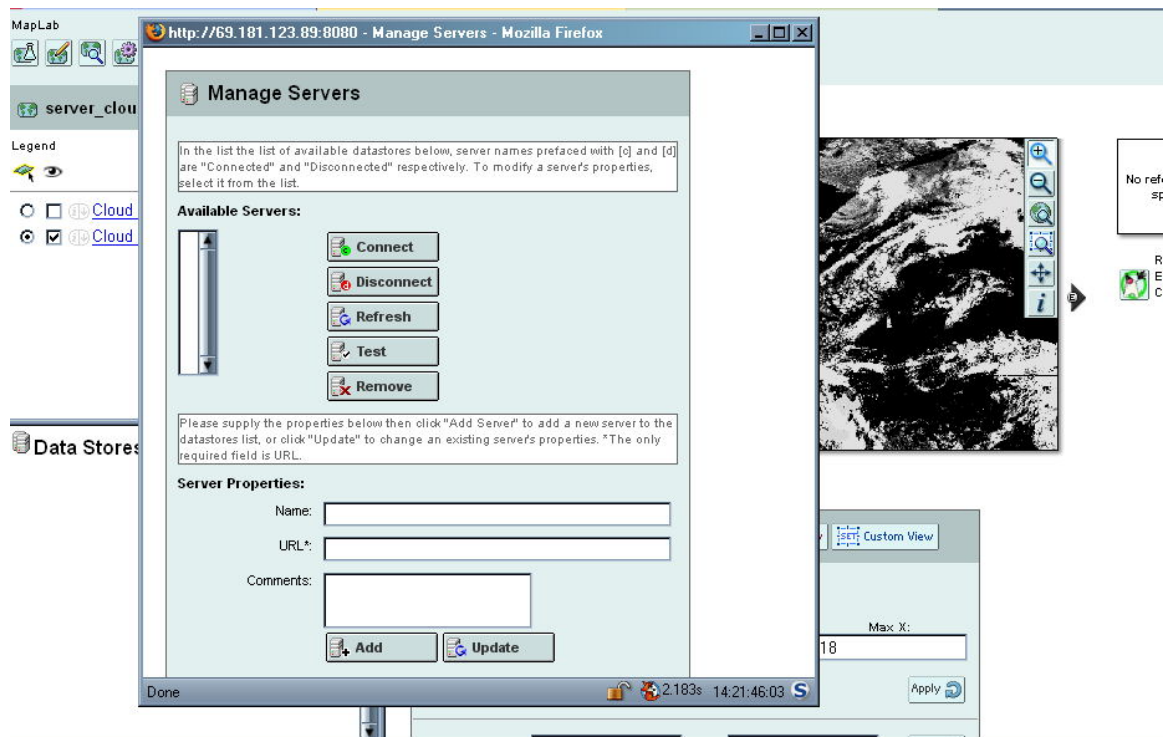 MapLab
http://69.181.123.89:8080 - Manage Servers - Mozilla Firefox
server_clou
Legend
Cloud
Cloud
Data Stores
Manage Servers
In the list the list of available datastores below, server names prefaced with [c] and [d]
are "Connected" and "Disconnected" respectively. To modify a server's properties,
select it from the list.
Available Servers:
Connect
Disconnect
Refresh
Test
Remove
Please supply the properties below then click "Add Server" to add a new server to the
datastores list, or click "Update" to change an existing server's properties. *The only
required field is URL.
Server Properties:
Name:
URL*:
Comments:
Add
Update
Done
2.183s
14:21:46:03
S
No refe
sp
R
E
C
E
i
SET
Custom View
Max X:
18
Apply